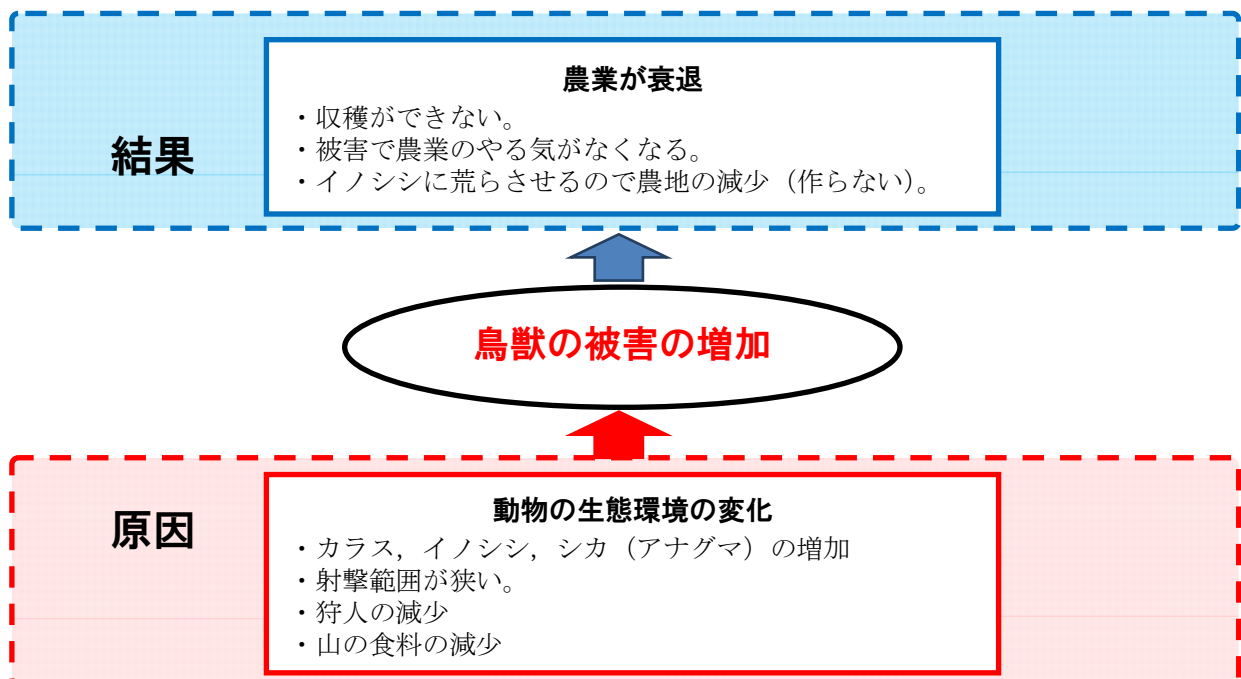 農業が衰退
・収穫ができない。
・被害で農業のやる気がなくなる。
・イノシシに荒らさせるので農地の減少（作らない）。
結果
鳥獣の被害の増加
動物の生態環境の変化
・カラス，イノシシ，シカ（アナグマ）の増加
・射撃範囲が狭い。
・狩人の減少
・山の食料の減少
原因